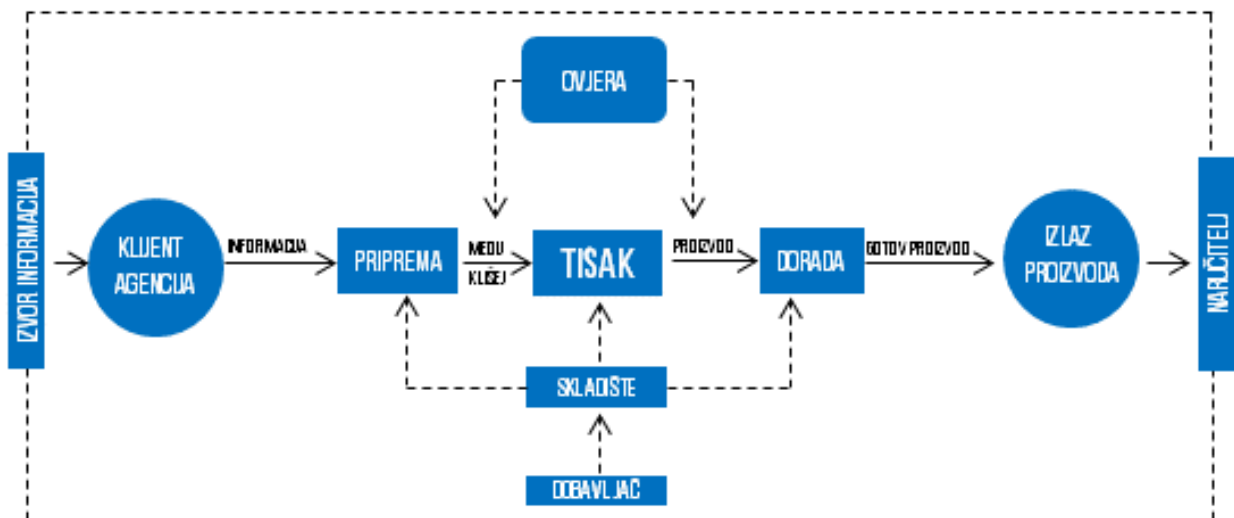 OVJERA
IZVOR INFORMACIJA
KLIJENT
AGENCIJA
INFORMACIJA
PRIPREMA
MEĐU
KLIŠEJ
TISAK
PROIZVOD
DORADA
GOTOV PROIZVOD
IZLAZ
PROIZVODA
NARUČITELJ
SKLADIŠTE
DOBAVLJAČ